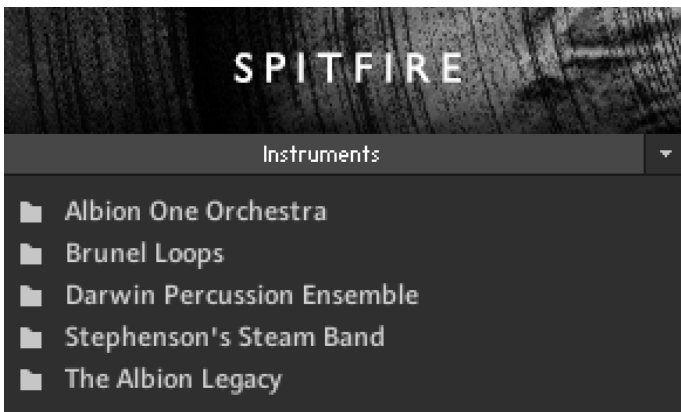 SPITFIRE
Instruments
Albion One Orchestra
Brunel Loops
Darwin Percussion Ensemble
Stephenson's Steam Band
The Albion Legacy